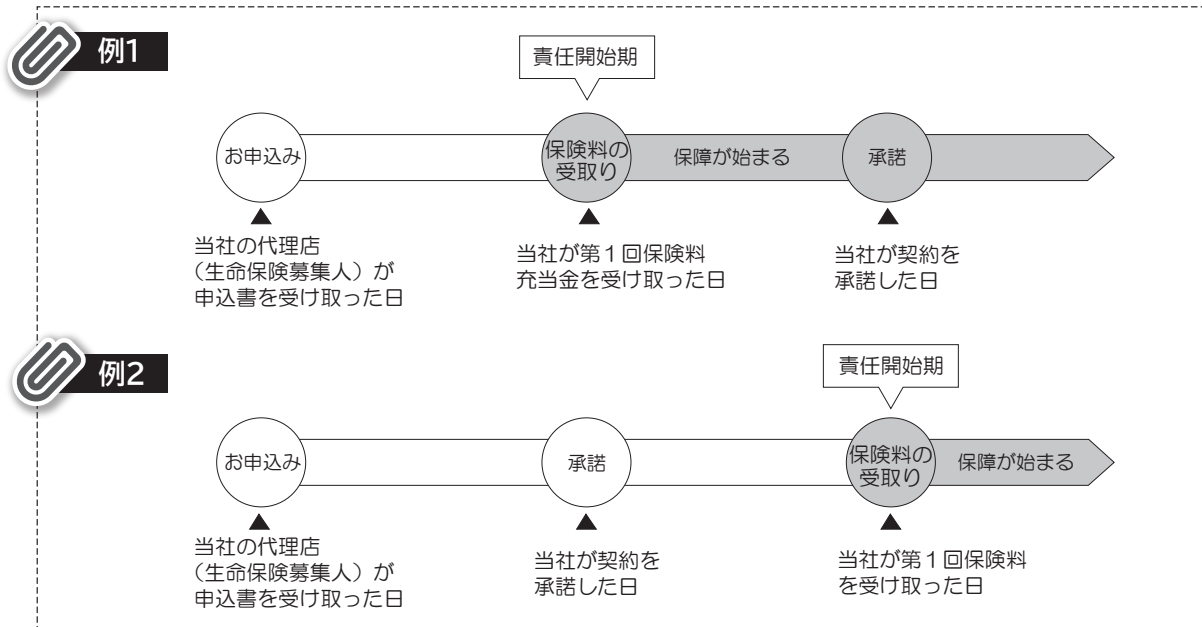 例1
責任開始期
お申込み
保険料の
受取り
保障が始まる
承諾
当社の代理店
（生命保険募集人）が
申込書を受け取った日
当社が第１回保険料
充当金を受け取った日
当社が契約を
承諾した日
例2
責任開始期
お申込み
承諾
保険料の
受取り
保障が始まる
当社の代理店
（生命保険募集人）が
申込書を受け取った日
当社が契約を
承諾した日
当社が第１回保険料
を受け取った日